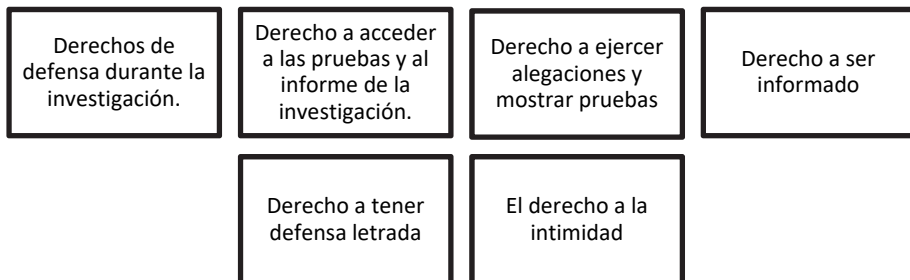 Derechos de
defensa durante la
investigación.
Derecho a acceder
a las pruebas y al
informe de la
investigación.
Derecho a ejercer
alegaciones y
mostrar pruebas
Derecho a ser
informado
Derecho a tener
defensa letrada
El derecho a la
intimidad